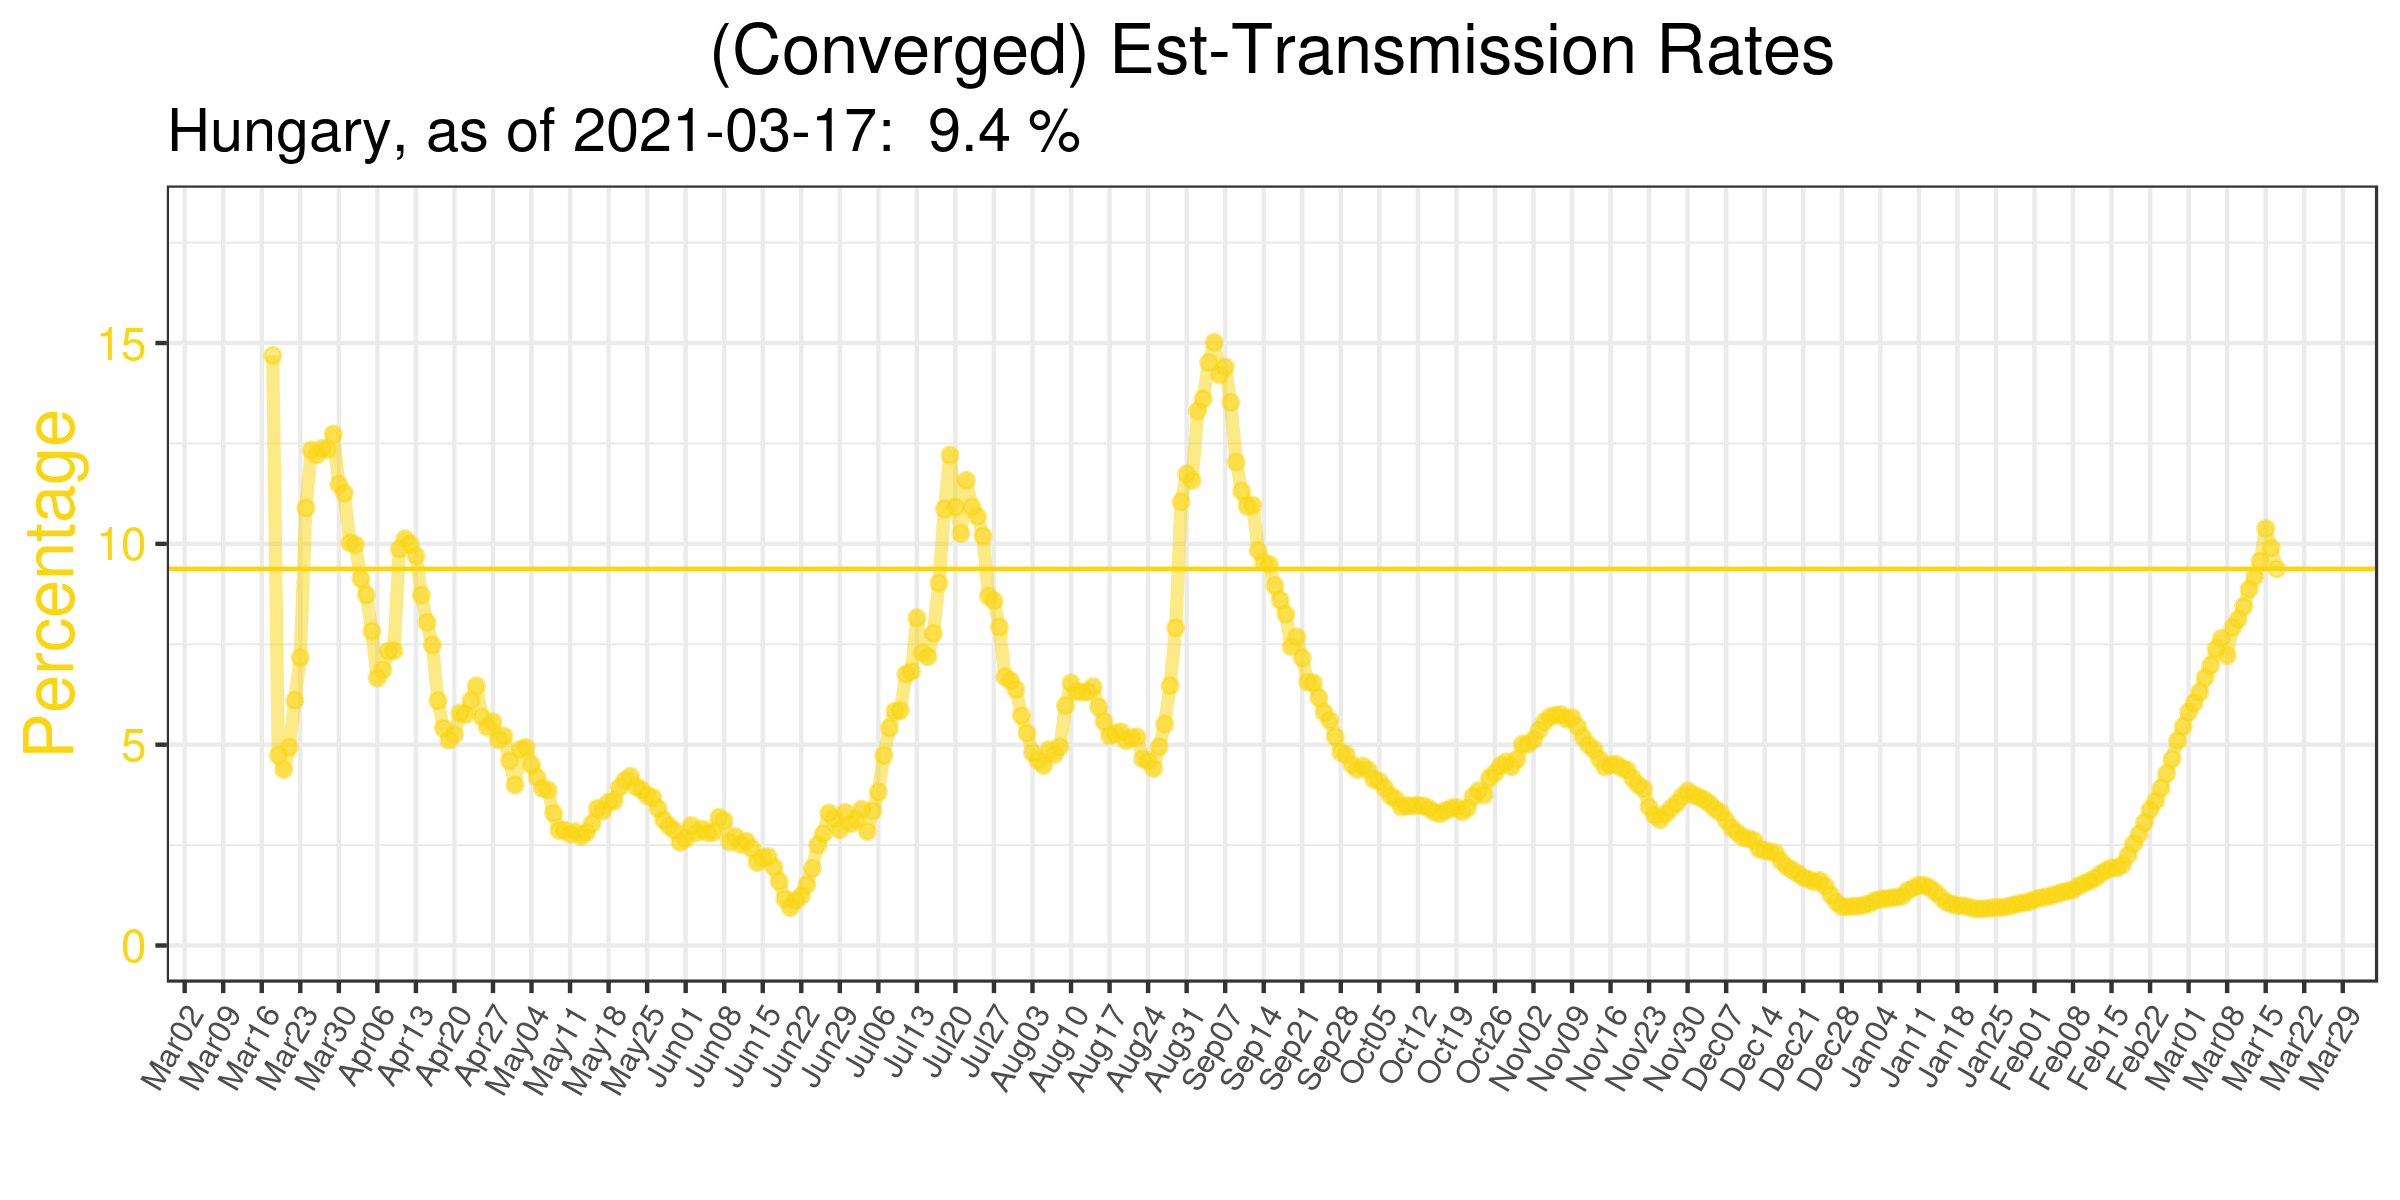 (Converged) Est-Transmission Rates
Hungary, as of 2021-03-17:  9.4 %
Percentage
15
10
5
0
Mar02
Mar09
Mar16
Mar23
Mar30
Apr06
Apr13
Apr20
Apr27
May04
May11
May18
May25
Jun01
Jun08
Jun15
Jun22
Jun29
Jul06
Jul13
Jul20
Jul27
Aug03
Aug10
Aug17
Aug24
Aug31
Sep07
Sep14
Sep21
Sep28
Oct05
Oct12
Oct19
Oct26
Nov02
Nov09
Nov16
Nov23
Nov30
Dec07
Dec14
Dec21
Dec28
Jan04
Jan11
Jan18
Jan25
Feb01
Feb08
Feb15
Feb22
Mar01
Mar08
Mar15
Mar22
Mar29